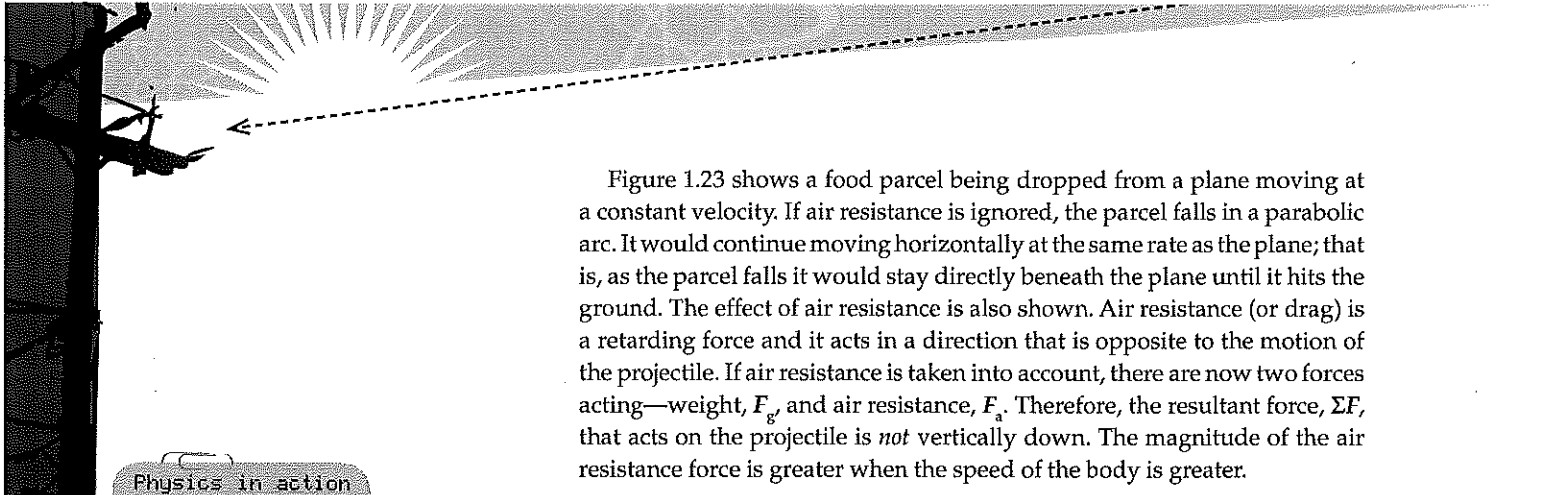 Figure 1.23 shows a food parcel being dropped from a plane moving at
a constant velocity. If air resistance is ignored, the parcel falls in a parabolic
arc. It would continue moving horizontally at the same rate as the plane; that
is, as the parcel falls it would stay directly beneath the plane until it hits the
ground. The effect of air resistance is also shown. Air resistance (or drag) is
a retarding force and it acts in a direction that is opposite to the motion of
the projectile. If air resistance is taken into account, there are now two forces
acting—weight, Fg, and air resistance, Fa. Therefore, the resultant force, ΣF,
that acts on the projectile is not vertically down. The magnitude of the air
resistance force is greater when the speed of the body is greater.
Physics in action